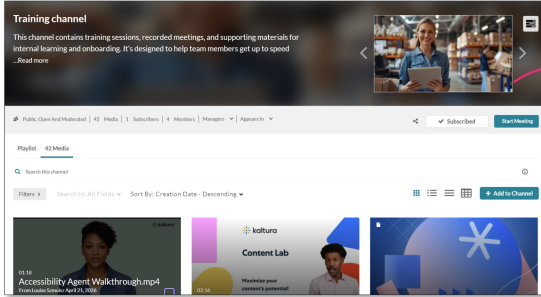 Training channel
This channel contains training sessions, recorded meetings, and supporting materials for
internal learning and onboarding. It's designed to help team members get up to speed
...Read more
Public, Open And Moderated | 42 Media | 1 Subscribers | 4 Members | Managers | Appears In
Subscribed
Start Meeting
Playlist 42 Media
Search this channel
Filters Search In: All Fields Sort By: Creation Date - Descending
+ Add to Channel
kaltura
01:18
Accessibility Agent Walkthrough.mp4
kaltura
Content Lab
Maximize your
content's potential!
02:56